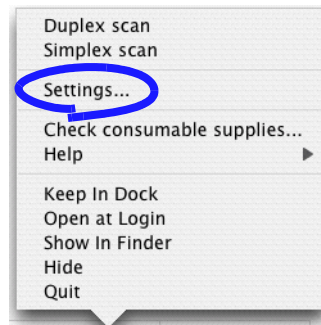 Duplex scan
Simplex scan
Settings...
Check consumable supplies...
Help
Keep In Dock
Open at Login
Show In Finder
Hide
Quit